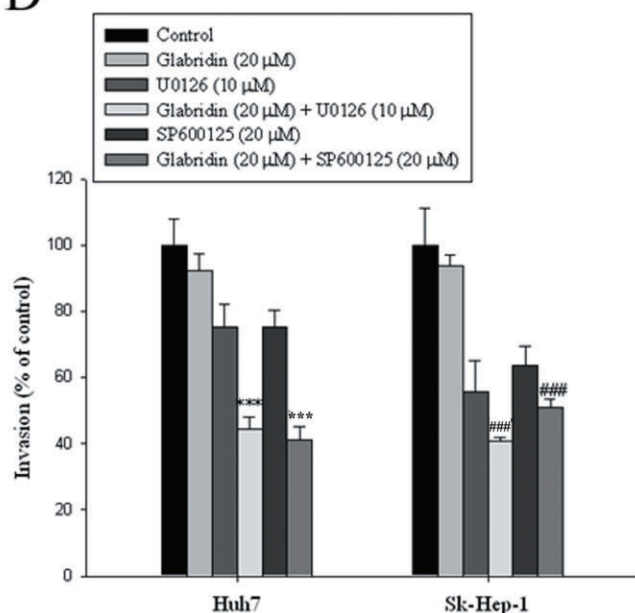 D
Control
Glabridin (20 µM)
U0126 (10 µM)
Glabridin (20 µM) + U0126 (10 µM)
SP600125 (20 µM)
Glabridin (20 µM) + SP600125 (20 µM)
Invasion (% of control)
120
100
80
60
40
20
0
***
***
###
###
Huh7
Sk-Hep-1